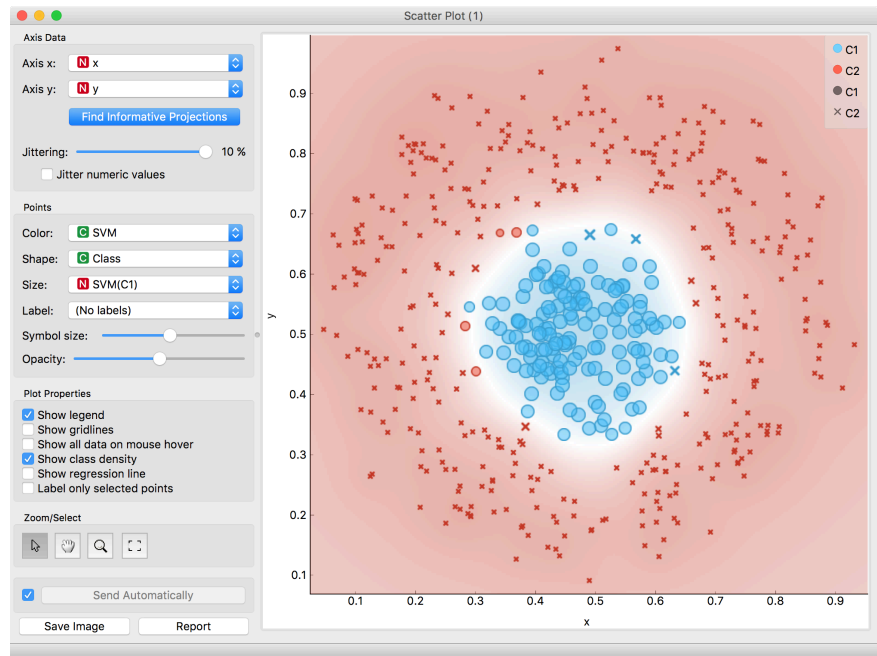 Scatter Plot (1)
Axis Data
Axis x: N x
Axis y: N y
Find Informative Projections
Jittering: 10 %
Jitter numeric values
Points
Color: C SVM
Shape: C Class
Size: N SVM(C1)
Label: (No labels)
Symbol size:
Opacity:
Plot Properties
Show legend
Show gridlines
Show all data on mouse hover
Show class density
Show regression line
Label only selected points
Zoom/Select
Send Automatically
Save Image Report
C1
C2
C1
C2
y
0.9
0.8
0.7
0.6
0.5
0.4
0.3
0.2
0.1
0.1 0.2 0.3 0.4 0.5 0.6 0.7 0.8 0.9
x